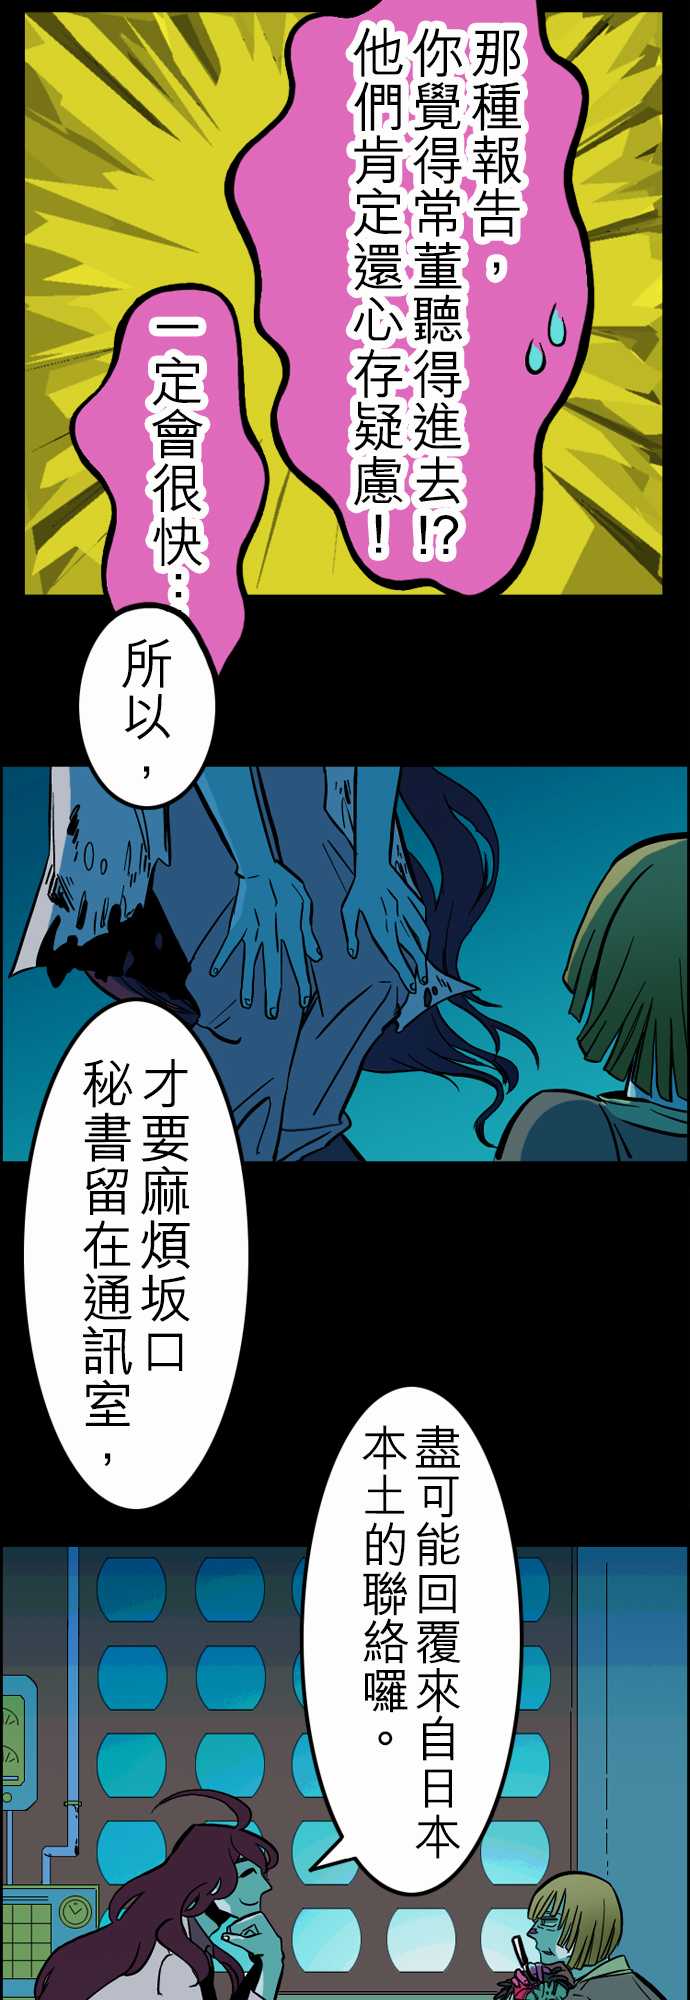 那種報告，
你覺得常董聽得進去!?
他們肯定還心存疑慮！
一定會很快…
所以，
才要麻煩坂口
秘書留在通訊室，
盡可能回覆來自日本
本土的聯絡囉。